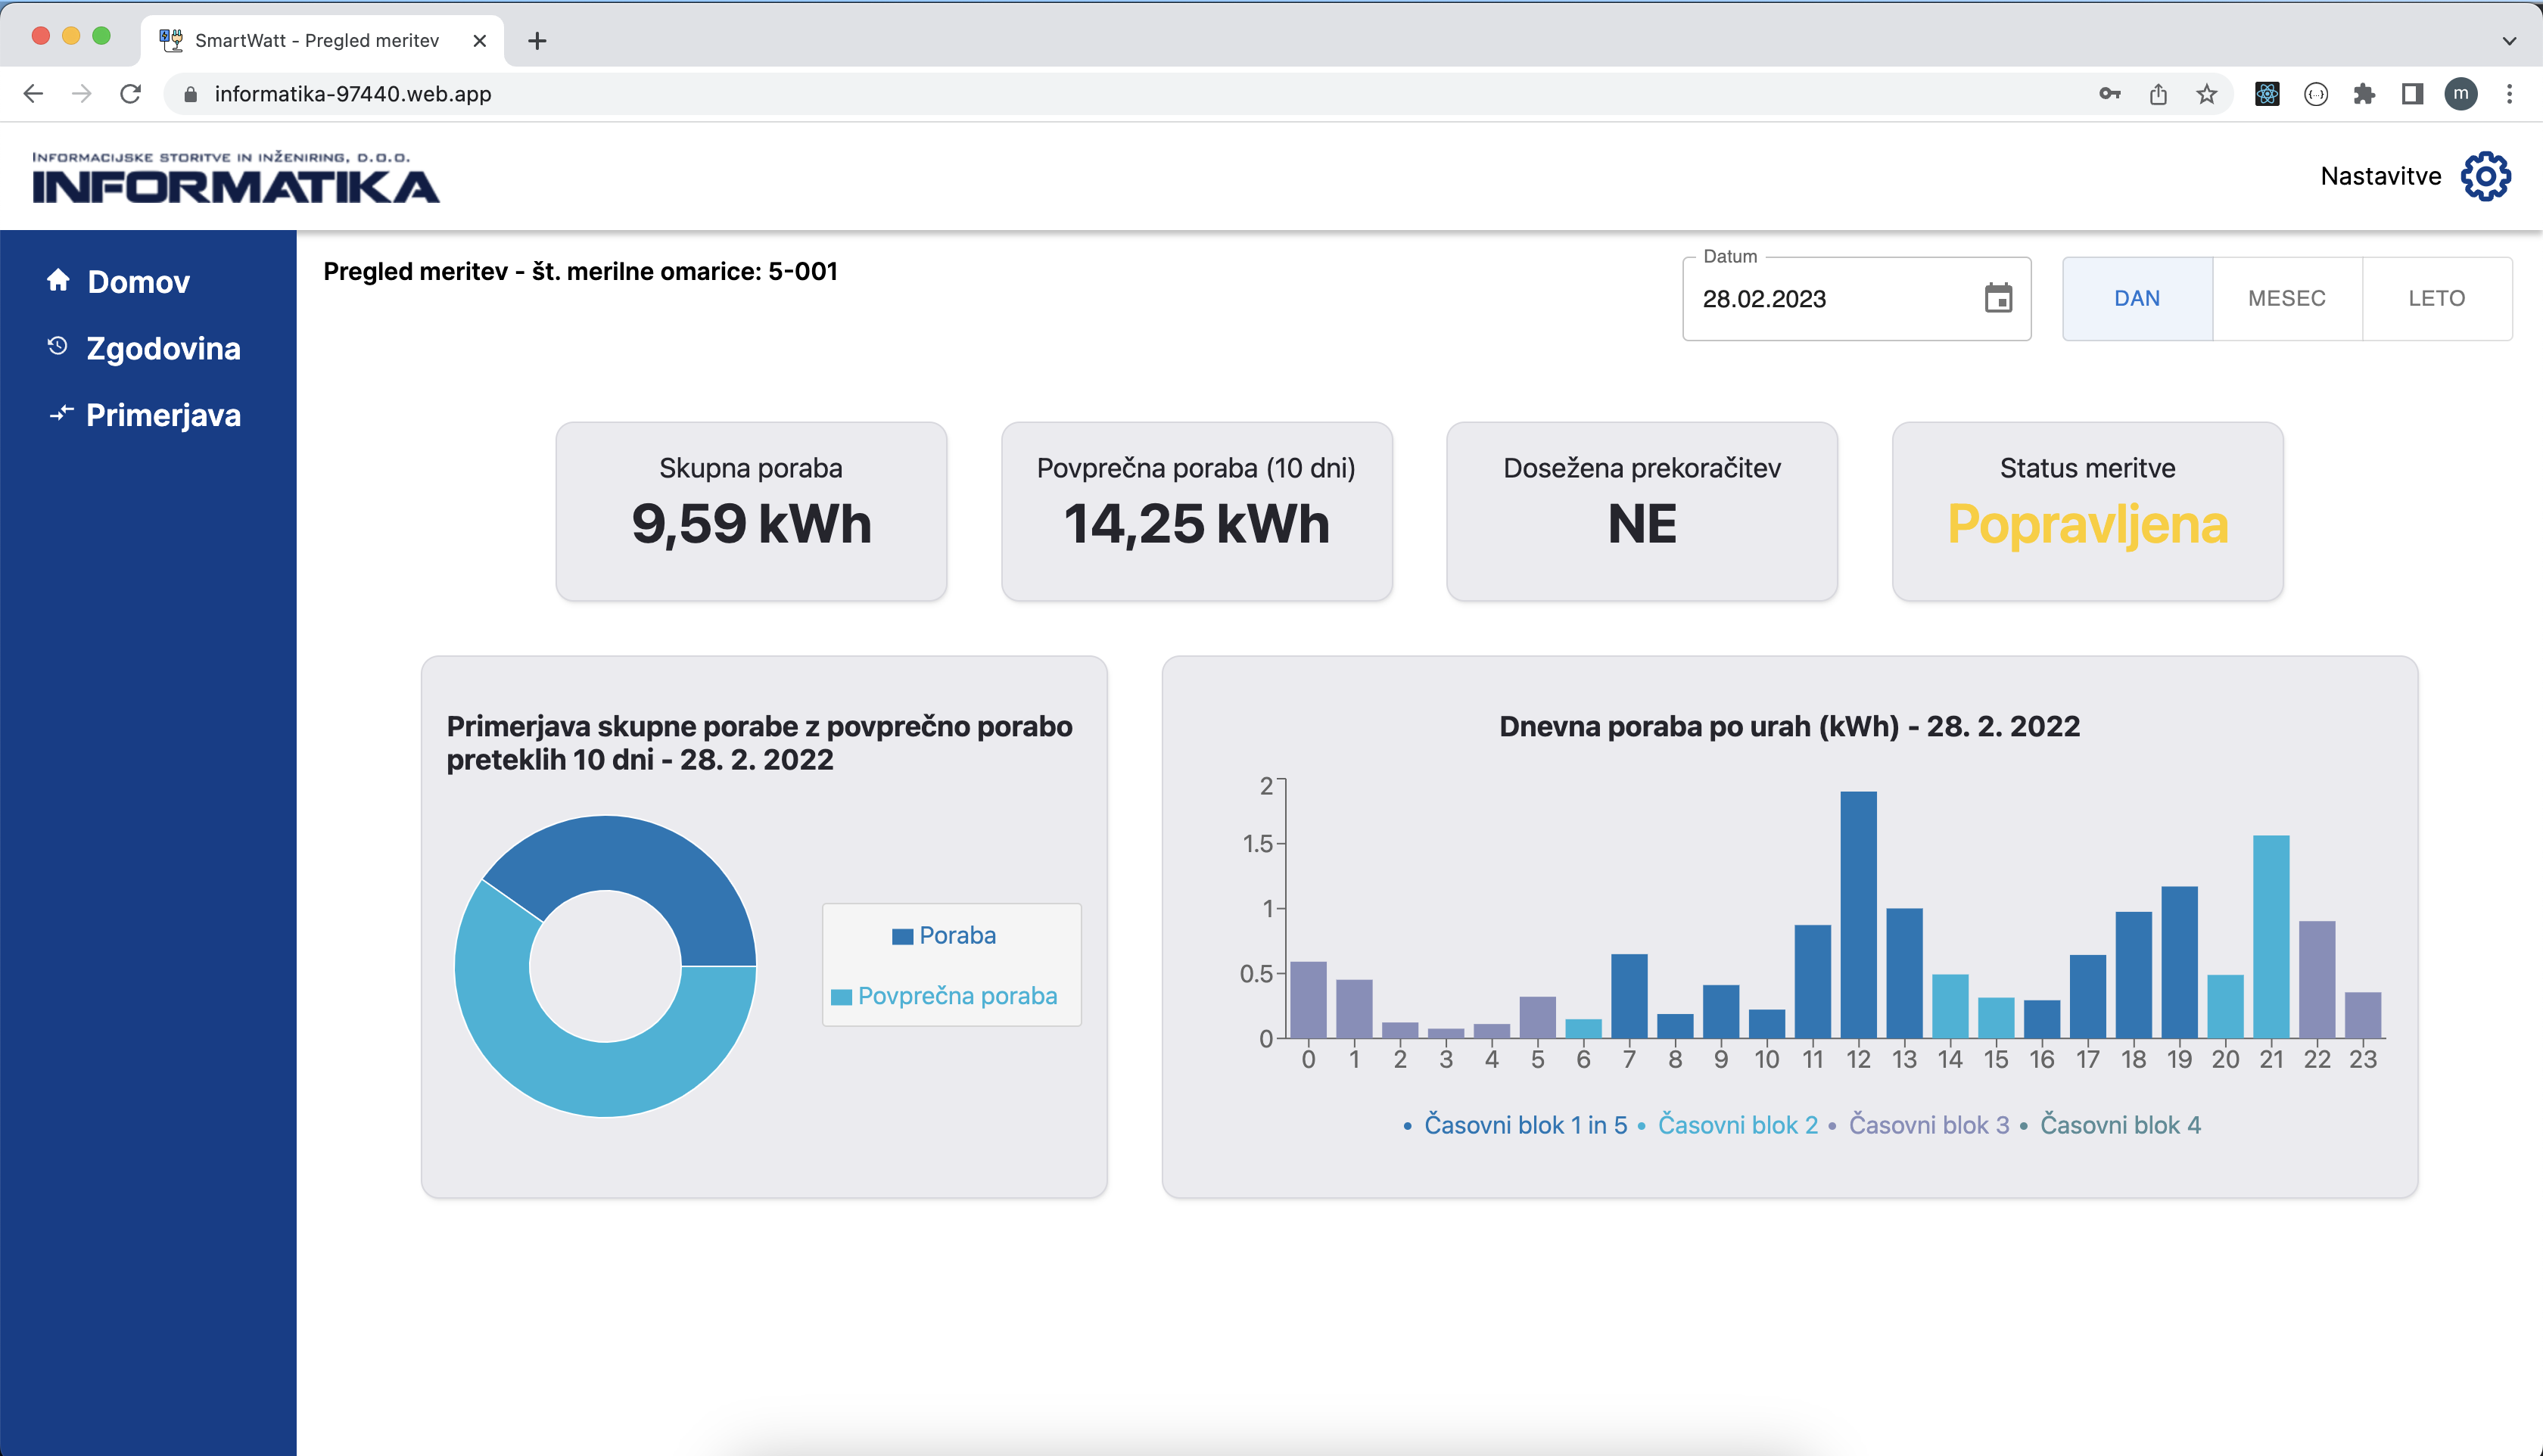 SmartWatt - Pregled meritev
informatika-97440.web.app
m
INFORMACIJSKE STORITVE IN INŽENIRING, D.O.O.
INFORMATIKA
Nastavitve
Domov
Zgodovina
Primerjava
Pregled meritev - št. merilne omarice: 5-001
Datum
28.02.2023
DAN MESEC LETO
Skupna poraba
9,59 kWh
Povprečna poraba (10 dni)
14,25 kWh
Dosežena prekoračitev
NE
Status meritve
Popravljena
Primerjava skupne porabe z povprečno porabo
preteklih 10 dni - 28. 2. 2022
Poraba
Povprečna poraba
Dnevna poraba po urah (kWh) - 28. 2. 2022
2
1.5
1
0.5
0
0 1 2 3 4 5 6 7 8 9 10 11 12 13 14 15 16 17 18 19 20 21 22 23
• Časovni blok 1 in 5 • Časovni blok 2 • Časovni blok 3 • Časovni blok 4